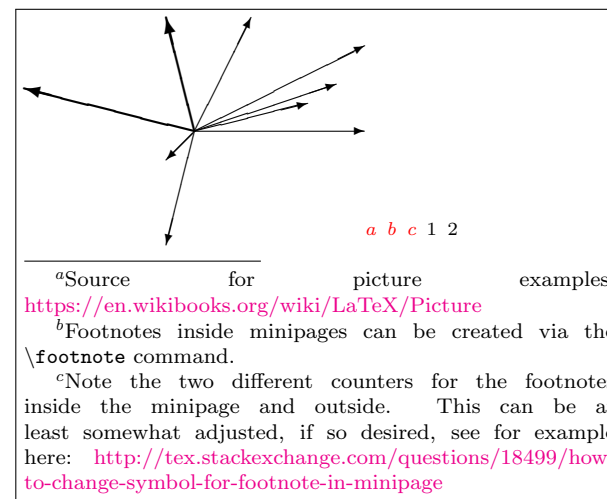 a b c 1 2
aSource for picture examples
https://en.wikibooks.org/wiki/LaTeX/Picture
bFootnotes inside minipages can be created via the
\footnote command.
cNote the two different counters for the footnote
inside the minipage and outside. This can be a
least somewhat adjusted, if so desired, see for example
here: http://tex.stackexchange.com/questions/18499/how
to-change-symbol-for-footnote-in-minipage